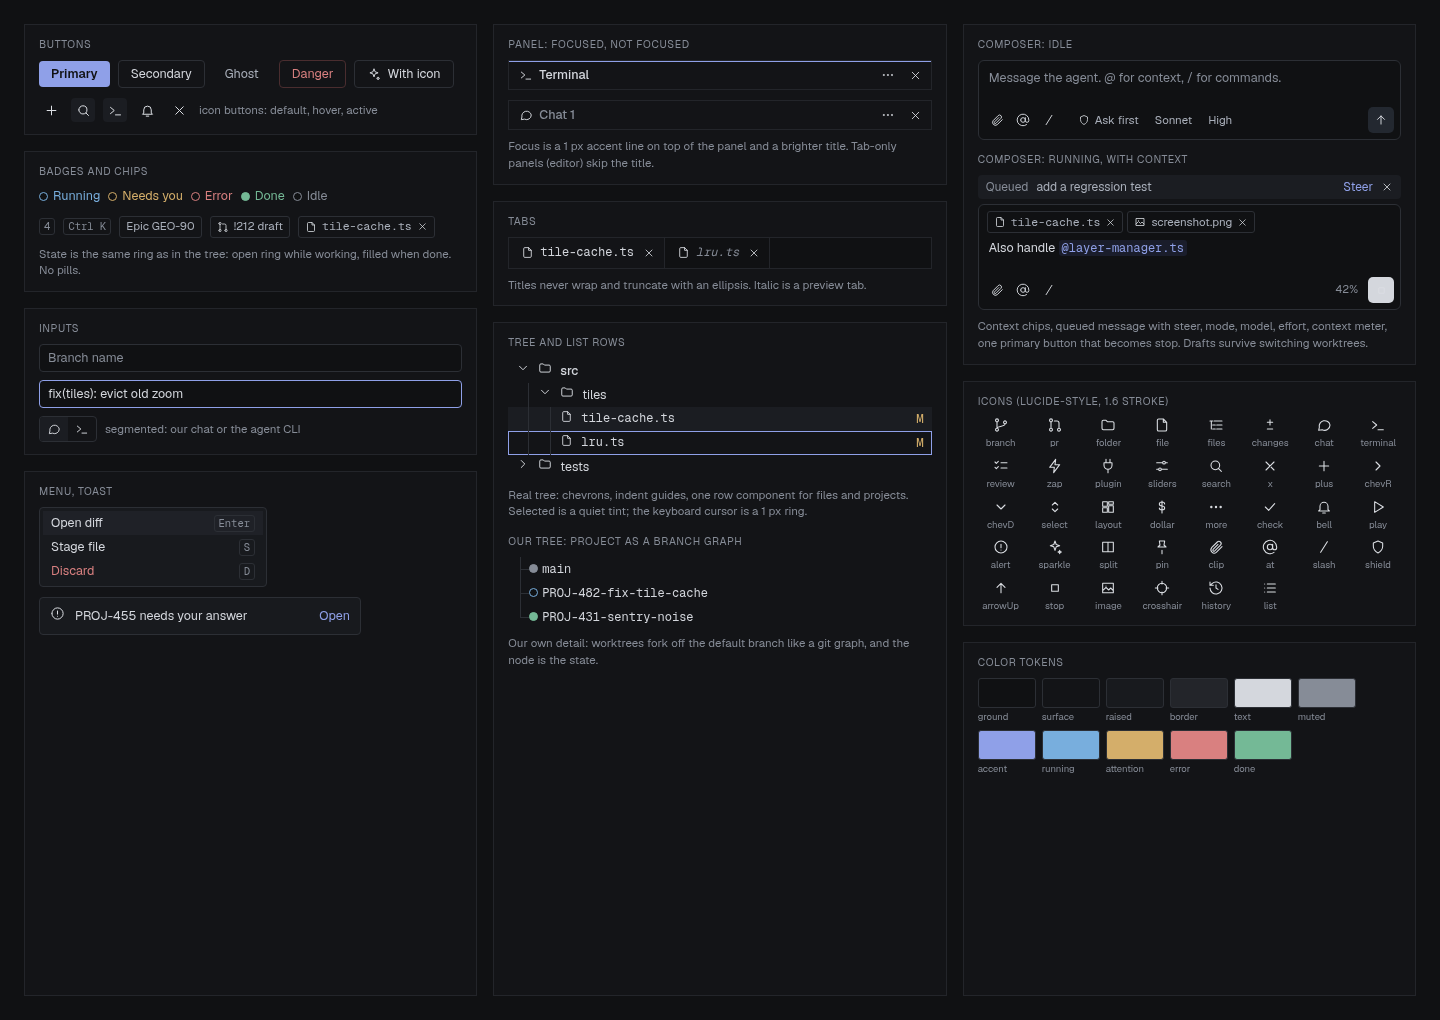 BUTTONS
Primary
Secondary
Ghost
Danger
With icon
icon buttons: default, hover, active
BADGES AND CHIPS
Running
Needs you
Error
Done
Idle
4
Ctrl K
Epic GEO-90
!212 draft
tile-cache.ts
State is the same ring as in the tree: open ring while working, filled when done.
No pills.
INPUTS
Branch name
fix(tiles): evict old zoom
segmented: our chat or the agent CLI
MENU, TOAST
Open diff
Enter
Stage file
S
Discard
D
PROJ-455 needs your answer
Open
PANEL: FOCUSED, NOT FOCUSED
Terminal
Chat 1
Focus is a 1 px accent line on top of the panel and a brighter title. Tab-only
panels (editor) skip the title.
TABS
tile-cache.ts
lru.ts
Titles never wrap and truncate with an ellipsis. Italic is a preview tab.
TREE AND LIST ROWS
src
tiles
tile-cache.ts
M
lru.ts
M
tests
Real tree: chevrons, indent guides, one row component for files and projects.
Selected is a quiet tint; the keyboard cursor is a 1 px ring.
OUR TREE: PROJECT AS A BRANCH GRAPH
main
PROJ-482-fix-tile-cache
PROJ-431-sentry-noise
Our own detail: worktrees fork off the default branch like a git graph, and the
node is the state.
COMPOSER: IDLE
Message the agent. @ for context, / for commands.
Ask first
Sonnet
High
COMPOSER: RUNNING, WITH CONTEXT
Queued
add a regression test
Steer
tile-cache.ts
screenshot.png
Also handle @layer-manager.ts
42%
Context chips, queued message with steer, mode, model, effort, context meter,
one primary button that becomes stop. Drafts survive switching worktrees.
ICONS (LUCIDE-STYLE, 1.6 STROKE)
branch
pr
folder
file
files
changes
chat
terminal
review
zap
plugin
sliders
search
x
plus
chevR
chevD
select
layout
dollar
more
check
bell
play
alert
sparkle
split
pin
clip
at
slash
shield
arrowUp
stop
image
crosshair
history
list
COLOR TOKENS
ground
surface
raised
border
text
muted
accent
running
attention
error
done